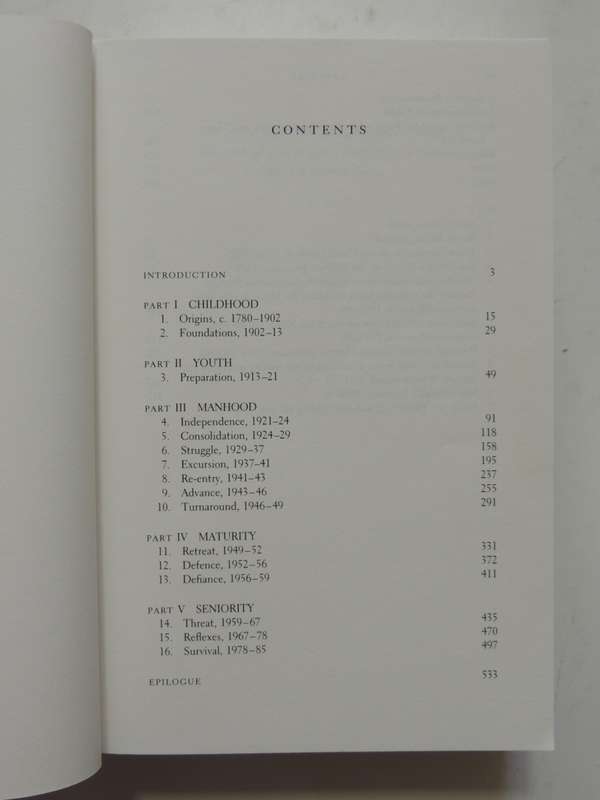 CONTENTS
INTRODUCTION 3
PART I CHILDHOOD
1. Origins, c. 1780–1902 15
2. Foundations, 1902–13 29
PART II YOUTH
3. Preparation, 1913–21 49
PART III MANHOOD
4. Independence, 1921–24 91
5. Consolidation, 1924–29 118
6. Struggle, 1929–37 158
7. Excursion, 1937–41 195
8. Re-entry, 1941–43 237
9. Advance, 1943–46 255
10. Turnaround, 1946–49 291
PART IV MATURITY
11. Retreat, 1949–52 331
12. Defence, 1952–56 372
13. Defiance, 1956–59 411
PART V SENIORITY
14. Threat, 1959–67 435
15. Reflexes, 1967–78 470
16. Survival, 1978–85 497
EPILOGUE 533